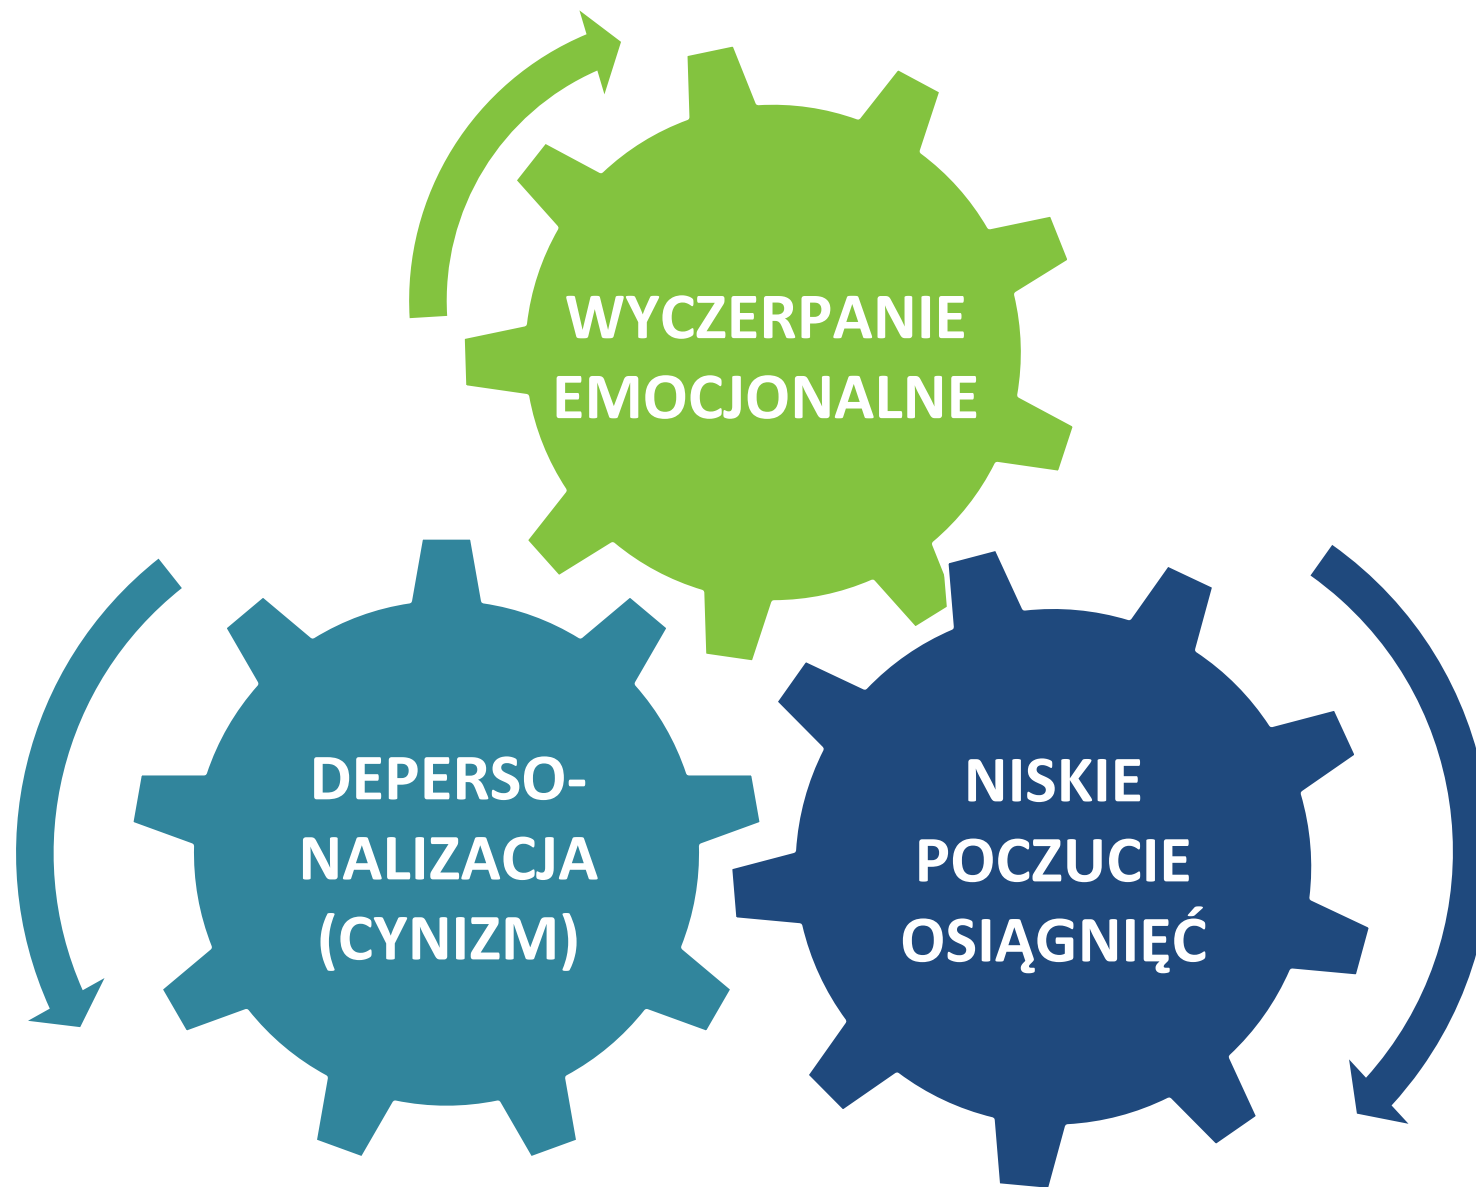 WYCZERPANIE
EMOCJONALNE
DEPERSO-
NALIZACJA
(CYNIZM)
NISKIE
POCZUCIE
OSIĄGNIĘĆ